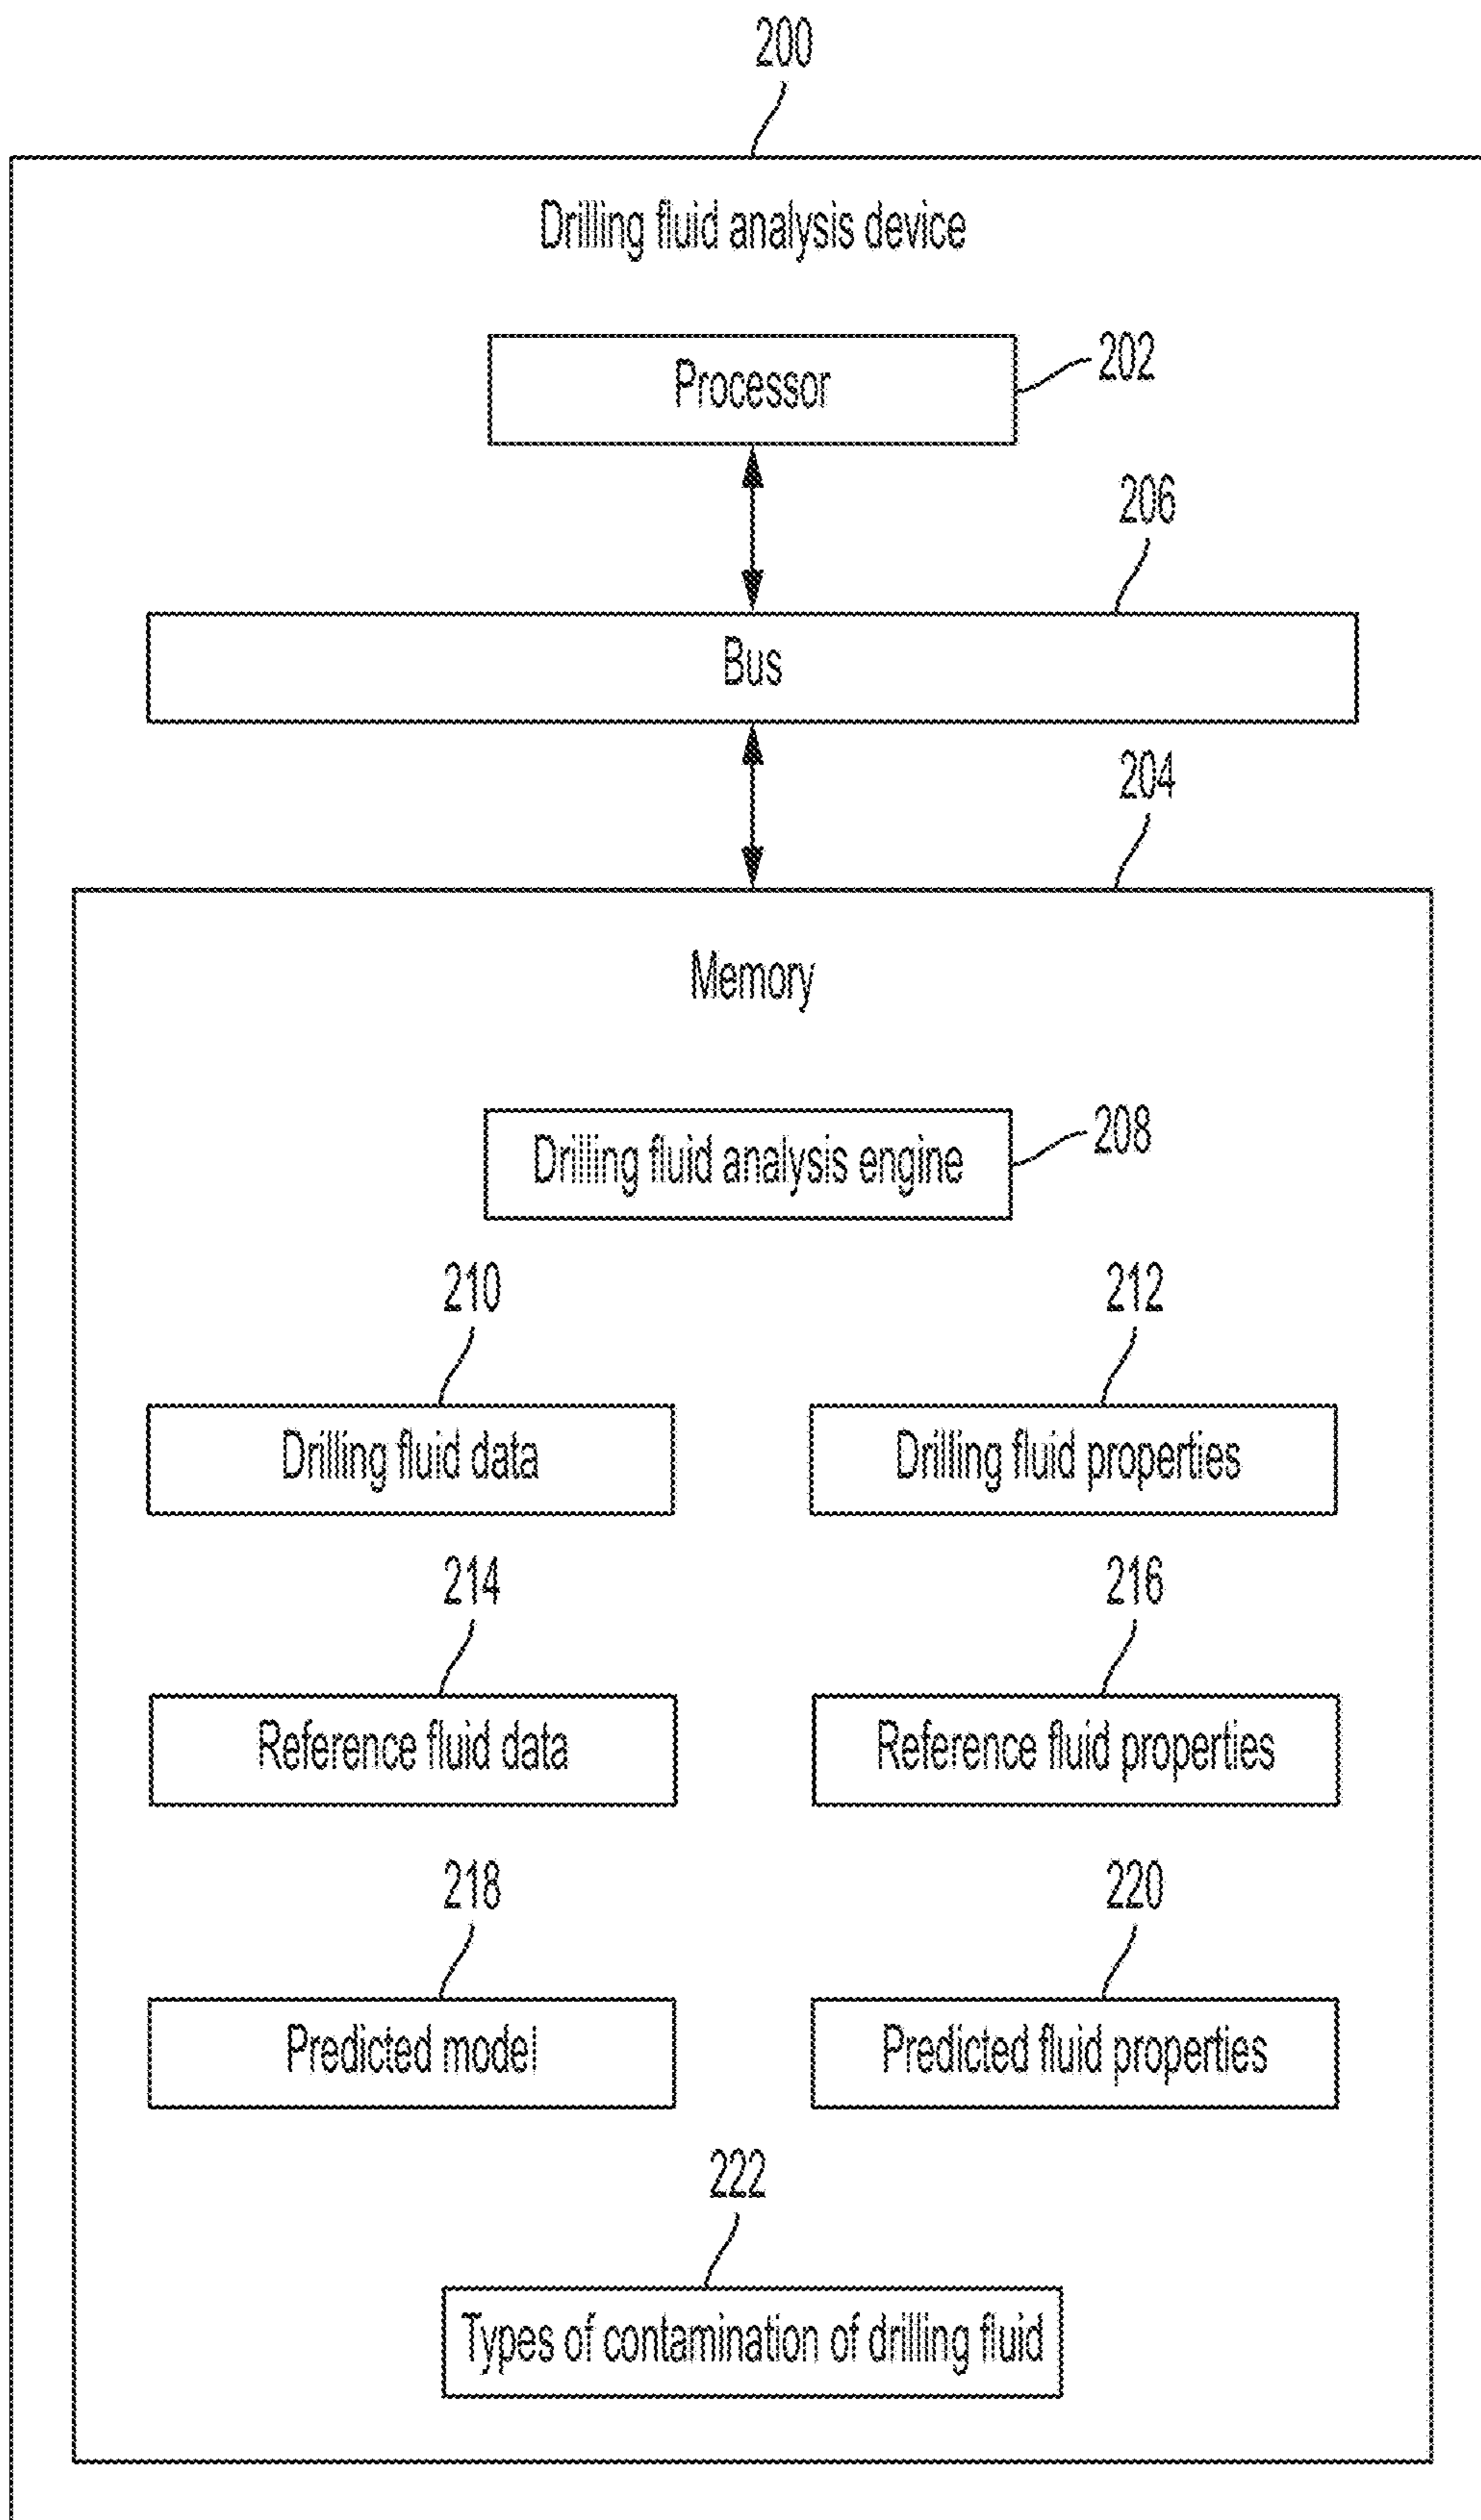 200
Drilling fluid analysis device
Processor
202
206
Bus
204
Memory
Drilling fluid analysis engine
208
210
212
Drilling fluid data
Drilling fluid properties
214
216
Reference fluid data
Reference fluid properties
218
220
Predicted model
Predicted fluid properties
222
Types of contamination of drilling fluid